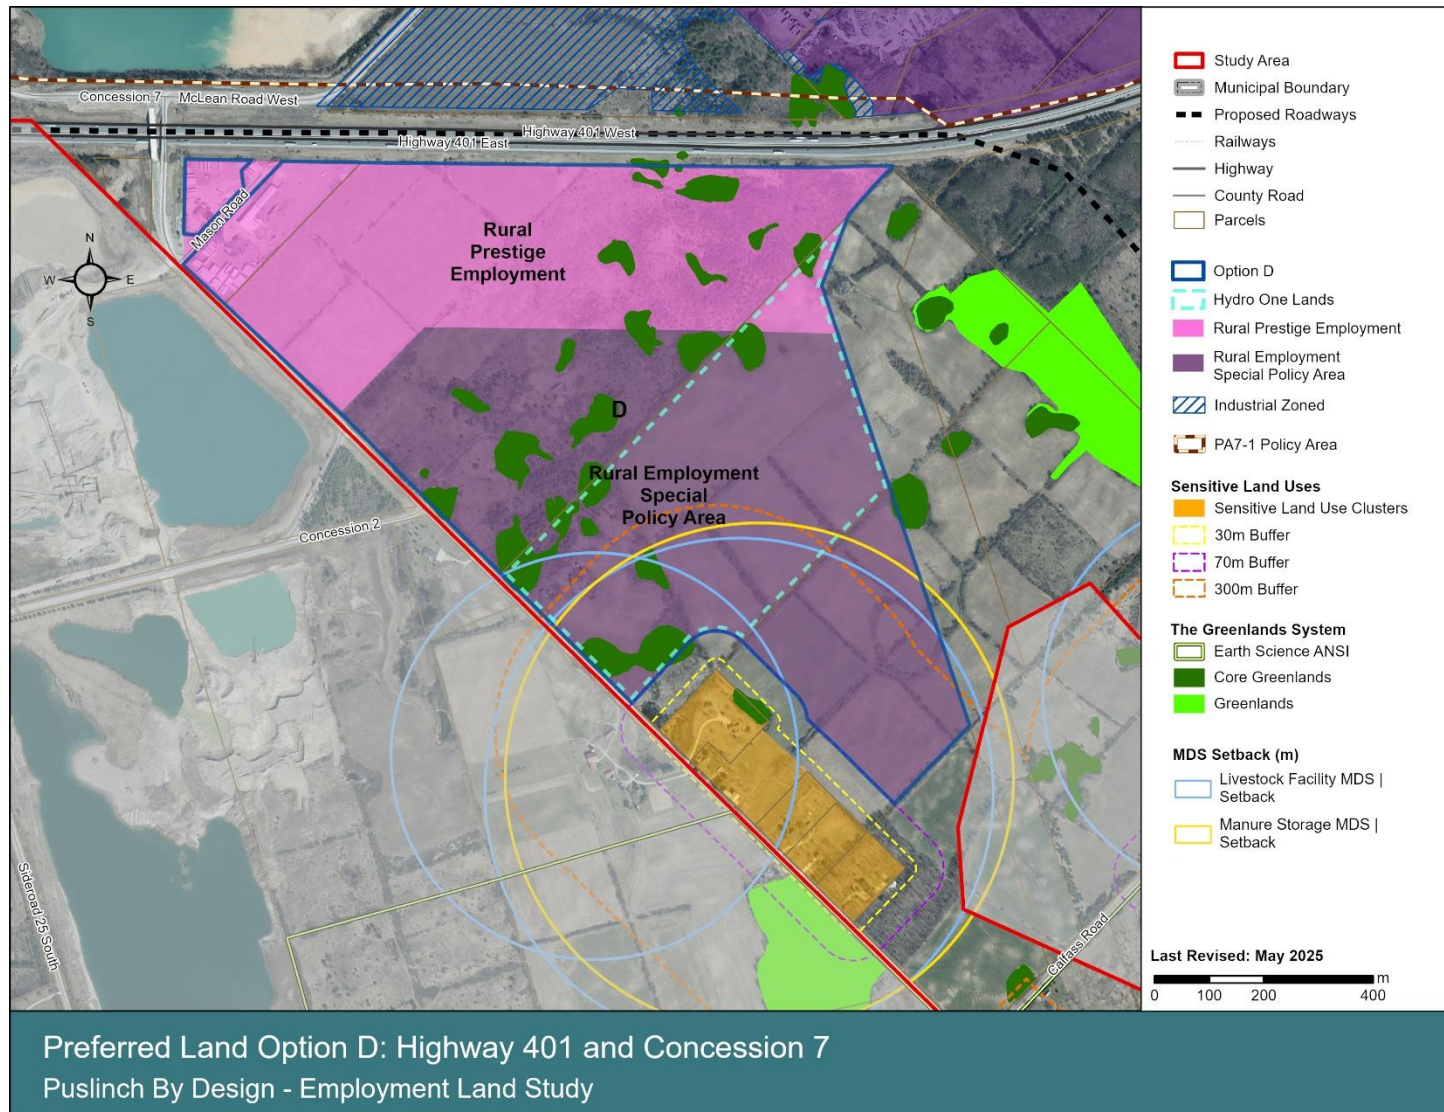 Concession 7
McLean Road West
Highway 401 West
Highway 401 East
Mason Road
Rural
Prestige
Employment
N
W
E
S
D
Rural Employment
Special
Policy Area
Concession 2
Sideroad 25 South
Calfass Road
Study Area
Municipal Boundary
Proposed Roadways
Railways
Highway
County Road
Parcels
Option D
Hydro One Lands
Rural Prestige Employment
Rural Employment
Special Policy Area
Industrial Zoned
PA7-1 Policy Area
Sensitive Land Uses
Sensitive Land Use Clusters
30m Buffer
70m Buffer
300m Buffer
The Greenlands System
Earth Science ANSI
Core Greenlands
Greenlands
MDS Setback (m)
Livestock Facility MDS |
Setback
Manure Storage MDS |
Setback
Last Revised: May 2025
m
0 100 200 400
Preferred Land Option D: Highway 401 and Concession 7
Puslinch By Design - Employment Land Study